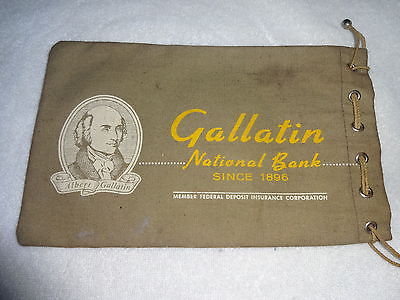 Albert Gallatin
Gallatin
National Bank
SINCE 1896
MEMBER FEDERAL DEPOSIT INSURANCE CORPORATION